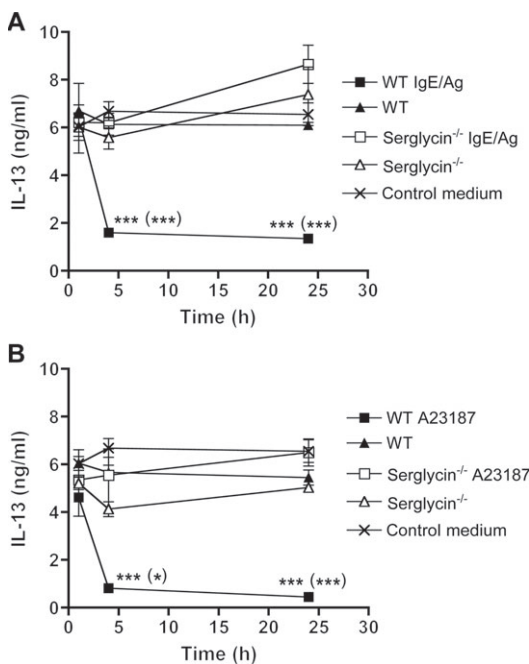 A
10
8
6
4
2
0
IL-13 (ng/ml)
*** (***)
*** (***)
0 5 10 15 20 25 30
Time (h)
WT IgE/Ag
WT
Serglycin-/- IgE/Ag
Serglycin-/-
Control medium
B
10
8
6
4
2
0
IL-13 (ng/ml)
*** (*)
*** (***)
0 5 10 15 20 25 30
Time (h)
WT A23187
WT
Serglycin-/- A23187
Serglycin-/-
Control medium